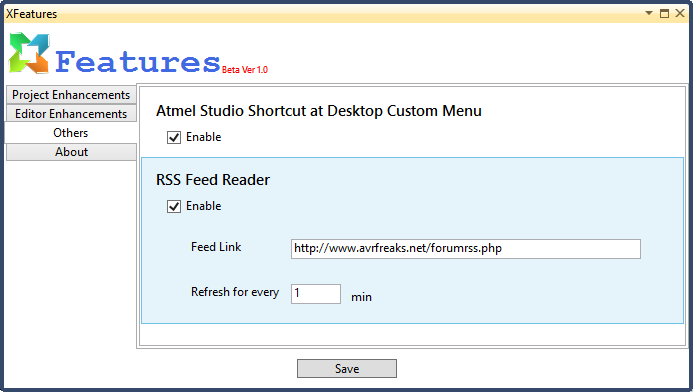 XFeatures
XFeatures Beta Ver 1.0
Project Enhancements
Editor Enhancements
Others
About
Atmel Studio Shortcut at Desktop Custom Menu
Enable
RSS Feed Reader
Enable
Feed Link http://www.avrfreaks.net/forumrss.php
Refresh for every 1 min
Save